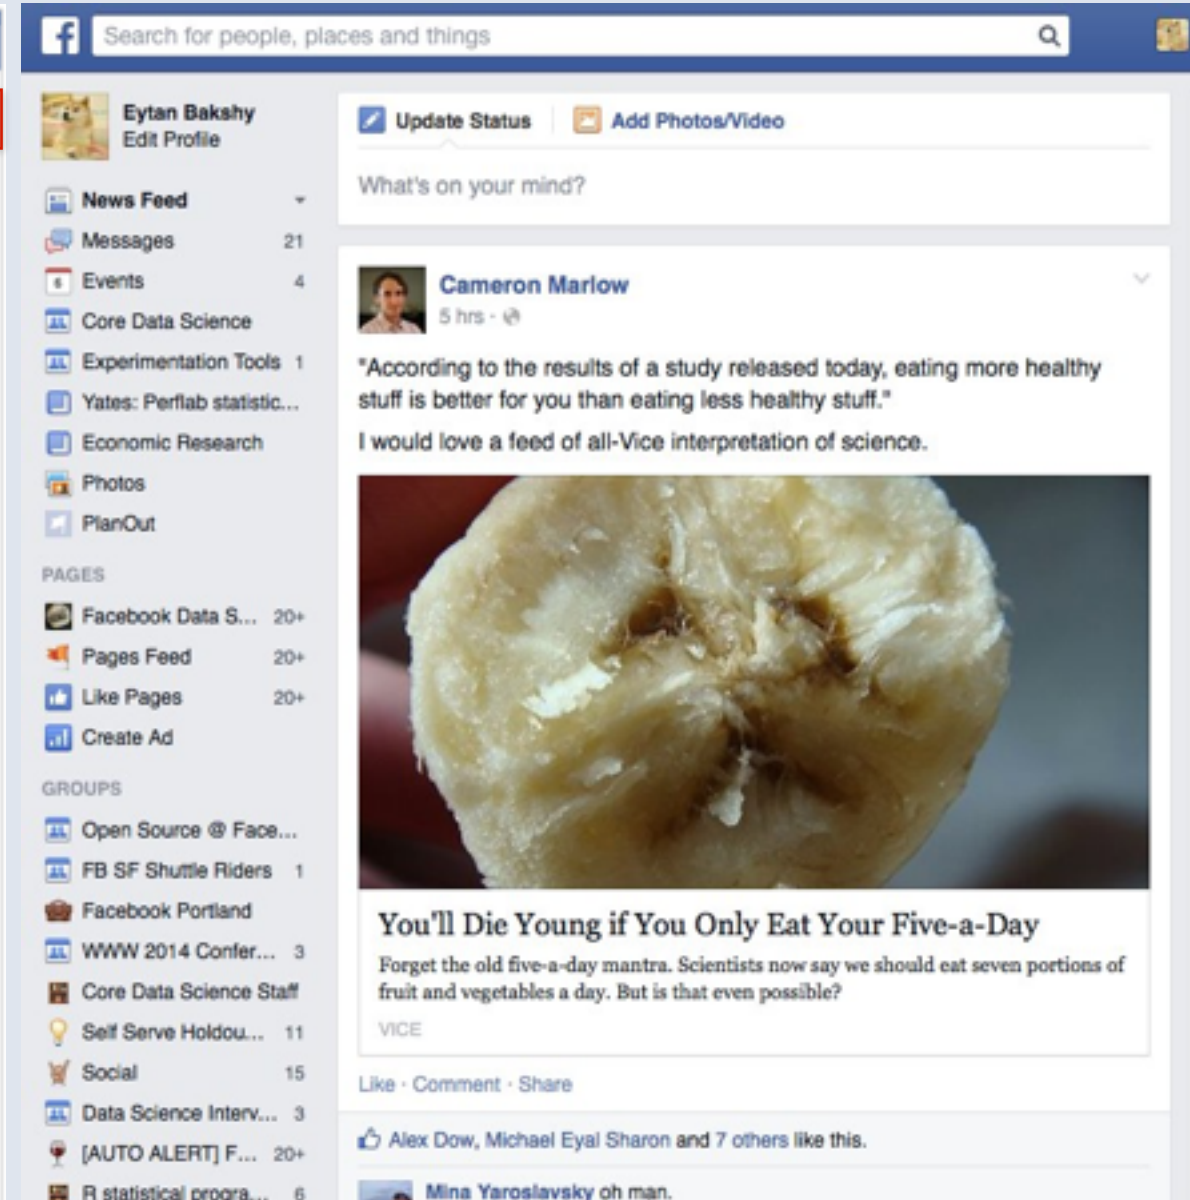 Search for people, places and things
Eytan Bakshy
Edit Profile
News Feed
Messages 21
Events 4
Core Data Science
Experimentation Tools 1
Yates: Perflab statistic...
Economic Research
Photos
PlanOut
PAGES
Facebook Data S... 20+
Pages Feed 20+
Like Pages 20+
Create Ad
GROUPS
Open Source @ Face...
FB SF Shuttle Riders 1
Facebook Portland
WWW 2014 Confer... 3
Core Data Science Staff
Self Serve Holdou... 11
Social 15
Data Science Interv... 3
[AUTO ALERT] F... 20+
R statistical progra... 6
Update Status Add Photos/Video
What's on your mind?
Cameron Marlow
5 hrs ·
"According to the results of a study released today, eating more healthy
stuff is better for you than eating less healthy stuff."
I would love a feed of all-Vice interpretation of science.
You'll Die Young if You Only Eat Your Five-a-Day
Forget the old five-a-day mantra. Scientists now say we should eat seven portions of
fruit and vegetables a day. But is that even possible?
VICE
Like · Comment · Share
Alex Dow, Michael Eyal Sharon and 7 others like this.
Mina Yaroslavsky oh man.